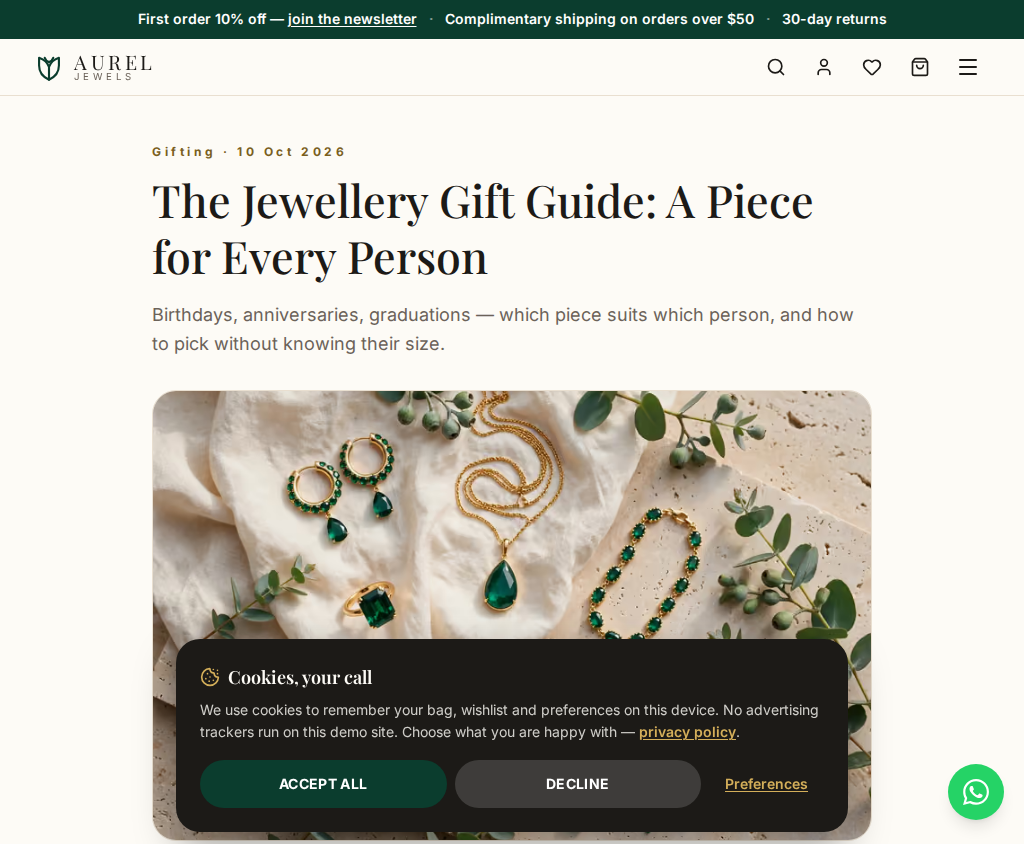 First order 10% off — join the newsletter · Complimentary shipping on orders over $50 · 30-day returns
AUREL
JEWELS
Gifting · 10 Oct 2026
The Jewellery Gift Guide: A Piece
for Every Person
Birthdays, anniversaries, graduations — which piece suits which person, and how
to pick without knowing their size.
Cookies, your call
We use cookies to remember your bag, wishlist and preferences on this device. No advertising
trackers run on this demo site. Choose what you are happy with — privacy policy.
ACCEPT ALL DECLINE Preferences